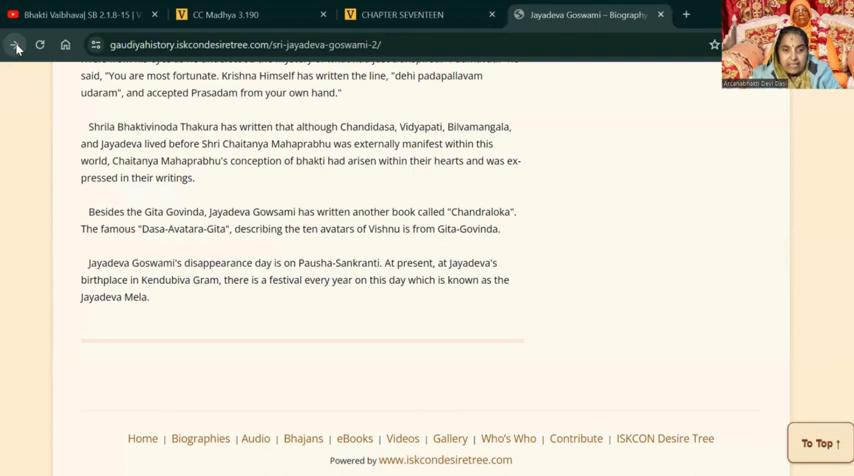 Bhakti Vaibhava| SB 2.1.8-15 | V
CC Madhya 3.190
CHAPTER SEVENTEEN
Jayadeva Goswami – Biography
gaudiyahistory.iskcondesiretree.com/sri-jayadeva-goswami-2/
Arcanabhakti Devi Dasi
said, "You are most fortunate. Krishna Himself has written the line, "dehi padapallavam
udaram", and accepted Prasadam from your own hand."
Shrila Bhaktivinoda Thakura has written that although Chandidasa, Vidyapati, Bilvamangala,
and Jayadeva lived before Shri Chaitanya Mahaprabhu was externally manifest within this
world, Chaitanya Mahaprabhu's conception of bhakti had arisen within their hearts and was ex-
pressed in their writings.
Besides the Gita Govinda, Jayadeva Gowsami has written another book called "Chandraloka".
The famous "Dasa-Avatara-Gita", describing the ten avatars of Vishnu is from Gita-Govinda.
Jayadeva Goswami's disappearance day is on Pausha-Sankranti. At present, at Jayadeva's
birthplace in Kendubiva Gram, there is a festival every year on this day which is known as the
Jayadeva Mela.
To Top ↑
Home | Biographies | Audio | Bhajans | eBooks | Videos | Gallery | Who's Who | Contribute | ISKCON Desire Tree
Powered by www.iskcondesiretree.com